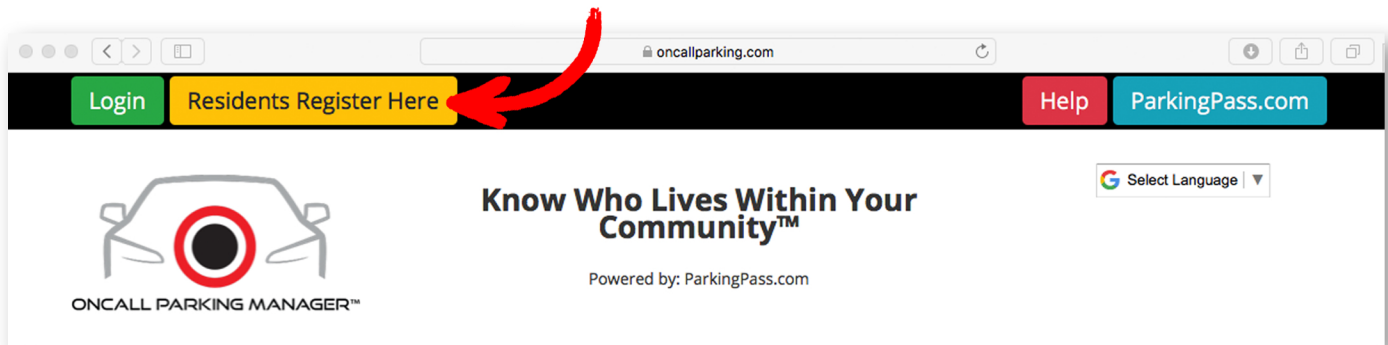 oncallparking.com
Login
Residents Register Here
Help
ParkingPass.com
Select Language
Know Who Lives Within Your
Community™
Powered by: ParkingPass.com
ONCALL PARKING MANAGER™